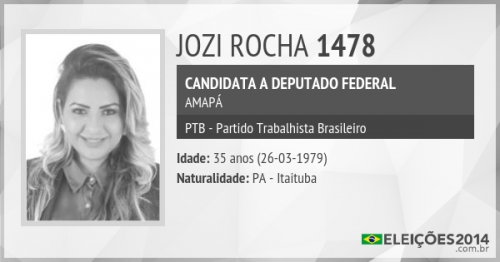 JOZI ROCHA 1478
CANDIDATA A DEPUTADO FEDERAL
AMAPÁ
PTB - Partido Trabalhista Brasileiro
Idade: 35 anos (26-03-1979)
Naturalidade: PA - Itaituba
ELEIÇÕES2014
.com.br